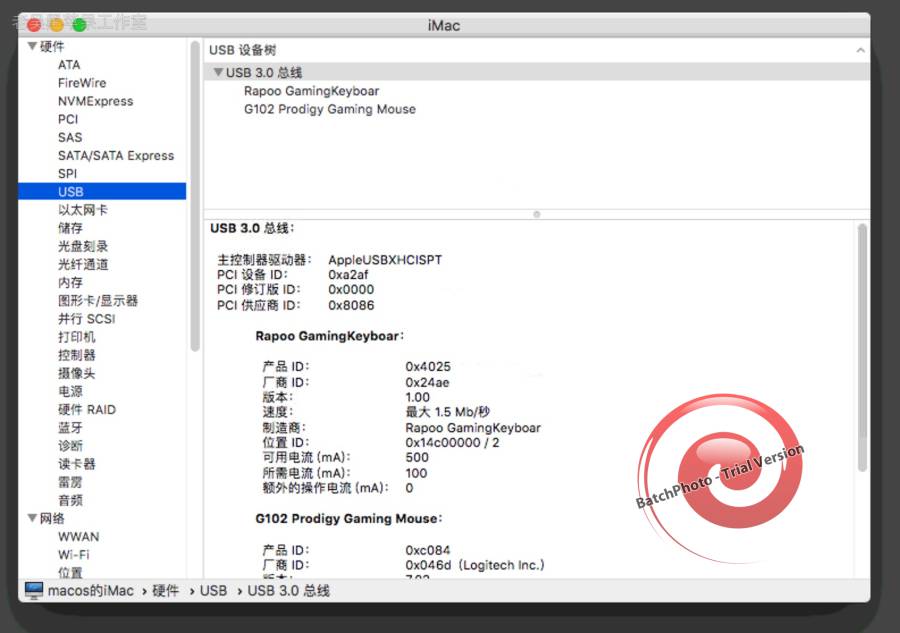 iMac
硬件
ATA
FireWire
NVMExpress
PCI
SAS
SATA/SATA Express
SPI
USB
以太网卡
储存
光盘刻录
光纤通道
内存
图形卡/显示器
并行 SCSI
打印机
控制器
摄像头
电源
硬件 RAID
蓝牙
诊断
读卡器
雷雳
音频
网络
WWAN
Wi-Fi
位置
USB 设备树
USB 3.0 总线
Rapoo GamingKeyboar
G102 Prodigy Gaming Mouse
USB 3.0 总线:
主控制器驱动器: AppleUSBXHCISPT
PCI 设备 ID: 0xa2af
PCI 修订版 ID: 0x0000
PCI 供应商 ID: 0x8086
Rapoo GamingKeyboar:
产品 ID: 0x4025
厂商 ID: 0x24ae
版本: 1.00
速度: 最大 1.5 Mb/秒
制造商: Rapoo GamingKeyboar
位置 ID: 0x14c00000 / 2
可用电流 (mA): 500
所需电流 (mA): 100
额外的操作电流 (mA): 0
G102 Prodigy Gaming Mouse:
产品 ID: 0xc084
厂商 ID: 0x046d (Logitech Inc.)
BatchPhoto - Trial Version
macos的iMac › 硬件 › USB › USB 3.0 总线